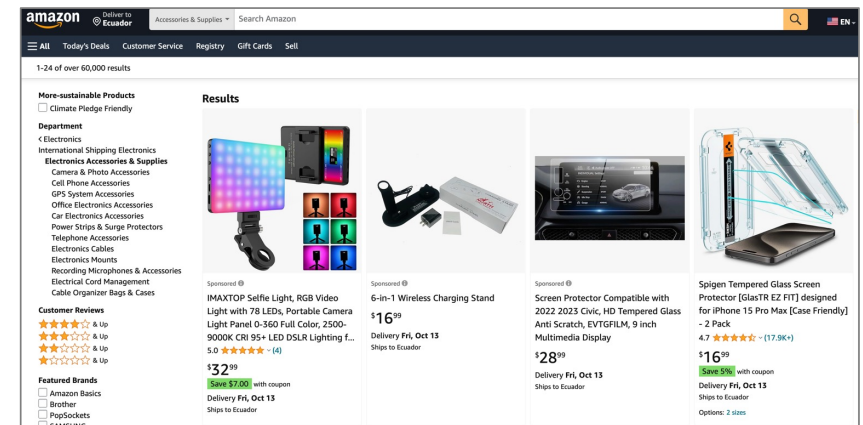 amazon
Deliver to
Ecuador
Accessories & Supplies
Search Amazon
EN
All
Today's Deals
Customer Service
Registry
Gift Cards
Sell
1-24 of over 60,000 results
More-sustainable Products
Climate Pledge Friendly
Department
< Electronics
International Shipping Electronics
Electronics Accessories & Supplies
Camera & Photo Accessories
Cell Phone Accessories
GPS System Accessories
Office Electronics Accessories
Car Electronics Accessories
Power Strips & Surge Protectors
Telephone Accessories
Electronics Cables
Electronics Mounts
Recording Microphones & Accessories
Electrical Cord Management
Cable Organizer Bags & Cases
Customer Reviews
& Up
& Up
& Up
& Up
Featured Brands
Amazon Basics
Brother
PopSockets
SAMSUNG
Results
Sponsored
IMAXTOP Selfie Light, RGB Video
Light with 78 LEDs, Portable Camera
Light Panel 0-360 Full Color, 2500-
9000K CRI 95+ LED DSLR Lighting f...
5.0 (4)
$32 99
Save $7.00 with coupon
Delivery Fri, Oct 13
Ships to Ecuador
Sponsored
6-in-1 Wireless Charging Stand
$16 99
Delivery Fri, Oct 13
Ships to Ecuador
Sponsored
Screen Protector Compatible with
2022 2023 Civic, HD Tempered Glass
Anti Scratch, EVTGFILM, 9 inch
Multimedia Display
$28 99
Delivery Fri, Oct 13
Ships to Ecuador
Spigen Tempered Glass Screen
Protector [GlasTR EZ FIT] designed
for iPhone 15 Pro Max [Case Friendly]
- 2 Pack
4.7 (17.9K+)
$16 99
Save 5% with coupon
Delivery Fri, Oct 13
Ships to Ecuador
Options: 2 sizes